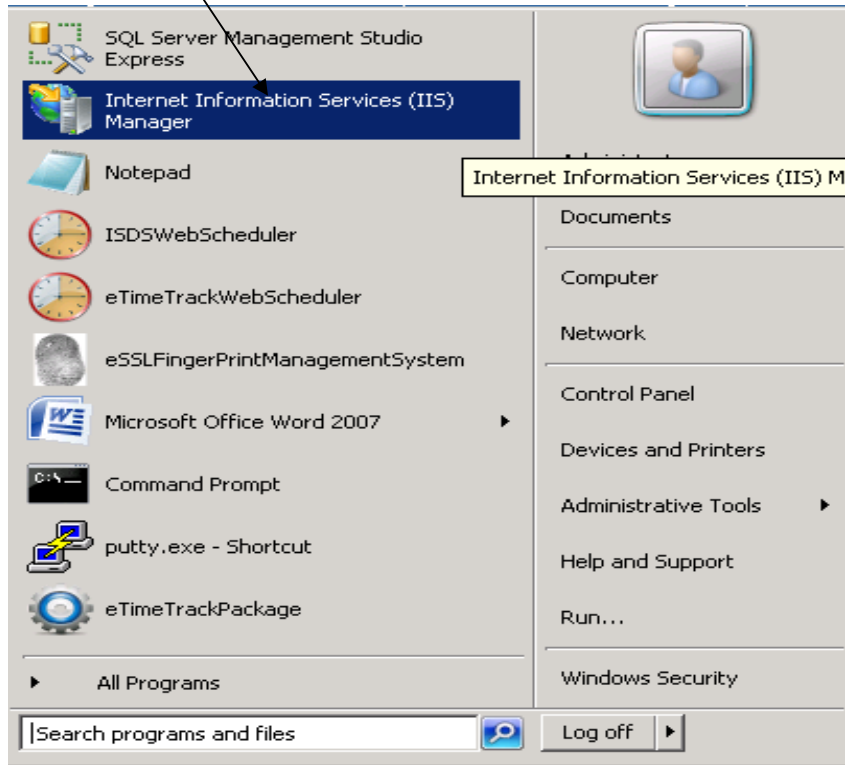 SQL Server Management Studio
Express
Internet Information Services (IIS)
Manager
Notepad
ISDSWebScheduler
eTimeTrackWebScheduler
eSSLFingerPrintManagementSystem
Microsoft Office Word 2007
C:\
Command Prompt
putty.exe - Shortcut
eTimeTrackPackage
All Programs
Search programs and files
Internet Information Services (IIS) M
Documents
Computer
Network
Control Panel
Devices and Printers
Administrative Tools
Help and Support
Run...
Windows Security
Log off